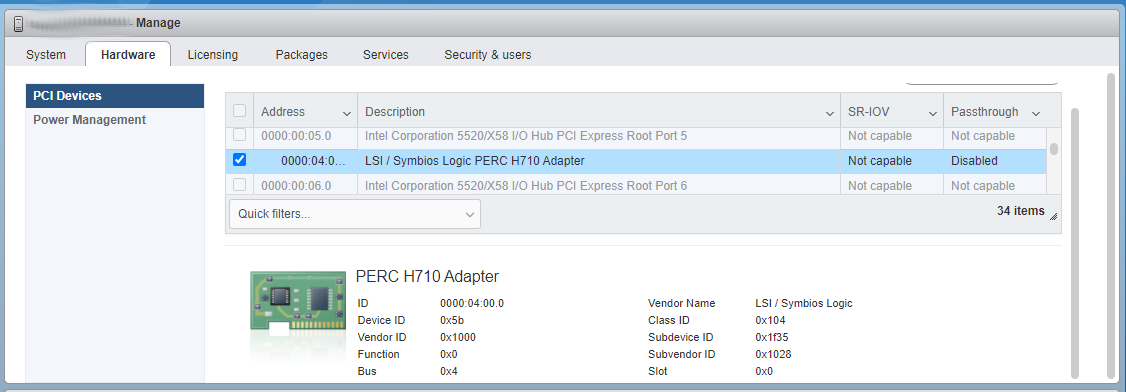 Manage
System Hardware Licensing Packages Services Security & users
PCI Devices
Power Management
Address Description SR-IOV Passthrough
0000:00:05.0 Intel Corporation 5520/X58 I/O Hub PCI Express Root Port 5 Not capable Not capable
0000:04:0... LSI / Symbios Logic PERC H710 Adapter Not capable Disabled
0000:00:06.0 Intel Corporation 5520/X58 I/O Hub PCI Express Root Port 6 Not capable Not capable
Quick filters... 34 items
PERC H710 Adapter
ID 0000:04:00.0 Vendor Name LSI / Symbios Logic
Device ID 0x5b Class ID 0x104
Vendor ID 0x1000 Subdevice ID 0x1f35
Function 0x0 Subvendor ID 0x1028
Bus 0x4 Slot 0x0